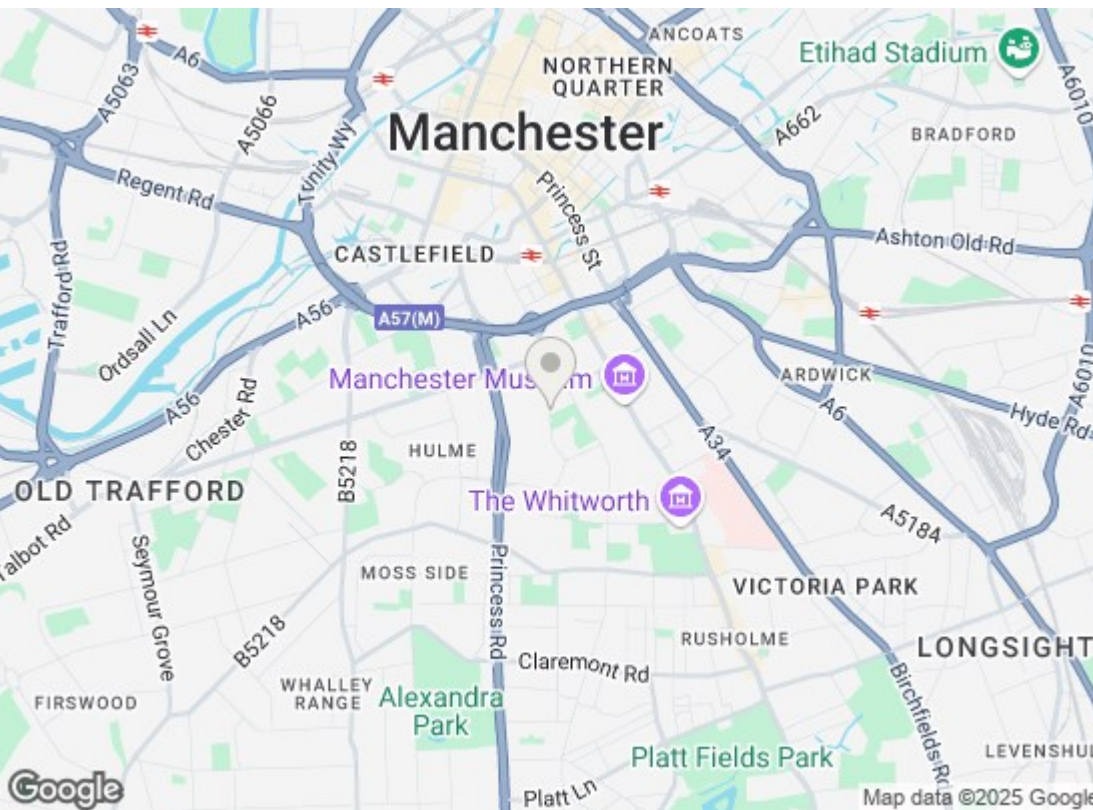 ANCOATS
A6
NORTHERN
QUARTER
Etihad Stadium
A5063
A5066
Trinity Wy
Manchester
A662
BRADFORD
A6010
Regent Rd
Princess St
CASTLEFIELD
Ashton Old Rd
Trafford Rd
Ordsall Ln
A56
A57(M)
Manchester Museum
ARDWICK
A56
Chester Rd
A6
Hyde Rd
A6010
HULME
A34
B5218
OLD TRAFFORD
The Whitworth
A5184
Talbot Rd
Seymour Grove
MOSS SIDE
Princess Rd
VICTORIA PARK
B5218
RUSHOLME
LONGSIGHT
Claremont Rd
FIRSWOOD
WHALLEY
RANGE
Alexandra
Park
Birchfields Rd
Platt Fields Park
LEVENSHUL
Google
Platt Ln
Map data ©2025 Google